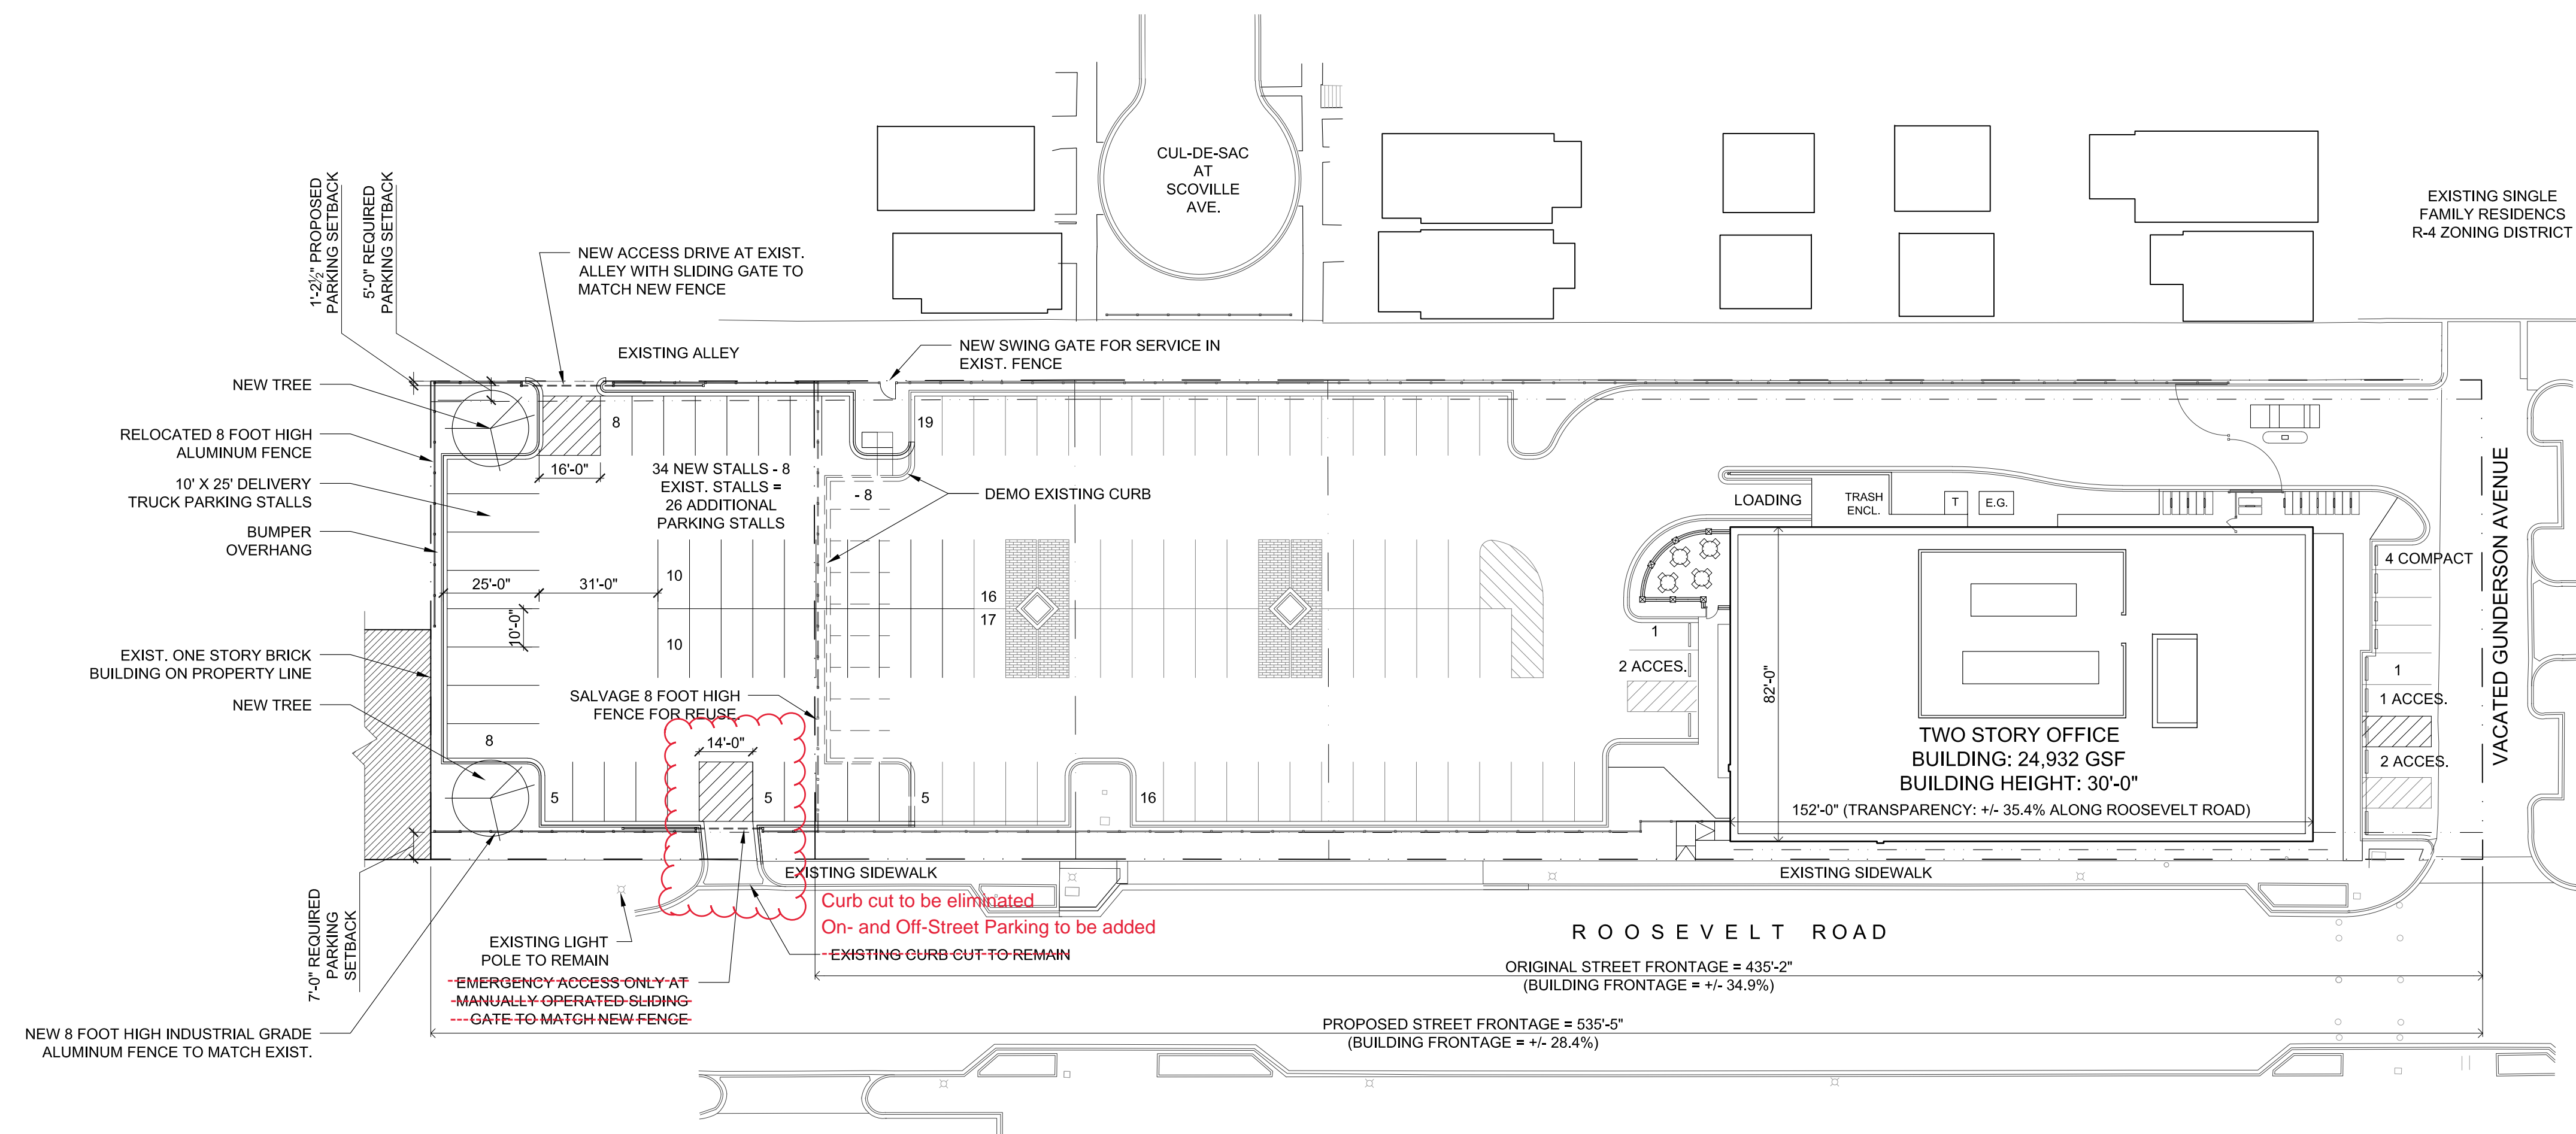 CUL-DE-SAC
AT
SCOVILLE
AVE.
EXISTING SINGLE
FAMILY RESIDENCS
R-4 ZONING DISTRICT
1'-2½" PROPOSED
PARKING SETBACK
5'-0" REQUIRED
PARKING SETBACK
NEW ACCESS DRIVE AT EXIST.
ALLEY WITH SLIDING GATE TO
MATCH NEW FENCE
EXISTING ALLEY
NEW SWING GATE FOR SERVICE IN
EXIST. FENCE
NEW TREE
RELOCATED 8 FOOT HIGH
ALUMINUM FENCE
10' X 25' DELIVERY
TRUCK PARKING STALLS
BUMPER
OVERHANG
EXIST. ONE STORY BRICK
BUILDING ON PROPERTY LINE
NEW TREE
8
19
16'-0"
34 NEW STALLS - 8
EXIST. STALLS =
26 ADDITIONAL
PARKING STALLS
- 8
DEMO EXISTING CURB
25'-0"
31'-0"
10'-0"
10
10
16
17
SALVAGE 8 FOOT HIGH
FENCE FOR REUSE.
14'-0"
8
5
5
5
16
LOADING
TRASH
ENCL.
T
E.G.
1
2 ACCES.
82'-0"
TWO STORY OFFICE
BUILDING: 24,932 GSF
BUILDING HEIGHT: 30'-0"
152'-0" (TRANSPARENCY: +/- 35.4% ALONG ROOSEVELT ROAD)
4 COMPACT
1
1 ACCES.
2 ACCES.
VACATED GUNDERSON AVENUE
EXISTING SIDEWALK
EXISTING SIDEWALK
Curb cut to be eliminated
On- and Off-Street Parking to be added
EXISTING CURB CUT TO REMAIN
7'-0" REQUIRED
PARKING
SETBACK
EXISTING LIGHT
POLE TO REMAIN
EMERGENCY ACCESS ONLY AT
MANUALLY OPERATED SLIDING
GATE TO MATCH NEW FENCE
NEW 8 FOOT HIGH INDUSTRIAL GRADE
ALUMINUM FENCE TO MATCH EXIST.
ROOSEVELT ROAD
ORIGINAL STREET FRONTAGE = 435'-2"
(BUILDING FRONTAGE = +/- 34.9%)
PROPOSED STREET FRONTAGE = 535'-5"
(BUILDING FRONTAGE = +/- 28.4%)